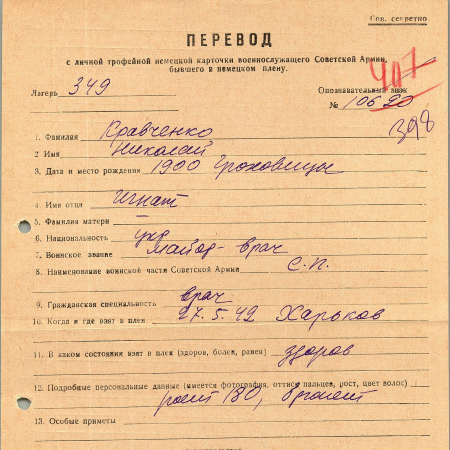 Сов. секретно
ПЕРЕВОД
с личной трофейной немецкой карточки военнослужащего Советской Армии,
бывшего в немецком плену.
407
Лагерь 349
Опознавательный знак
№ 10620
398
1. Фамилия Кравченко
2 Имя Николай
3. Дата и место рождения 1900 Гроховицы
4. Имя отца Игнат
5. Фамилия матери
6. Национальность укр
7. Воинское звание майор - врач
8. Наименование воинской части Советской Армии с.п.
9. Гражданская специальность врач
10. Когда и где взят в плен 27.5.42 Харьков
11. В каком состоянии взят в плен (здоров, болен, ранен) здоров
12. Подробные персональные данные (имеется фотография, оттиск пальцев, рост, цвет волос)
рост 180,
13. Особые приметы